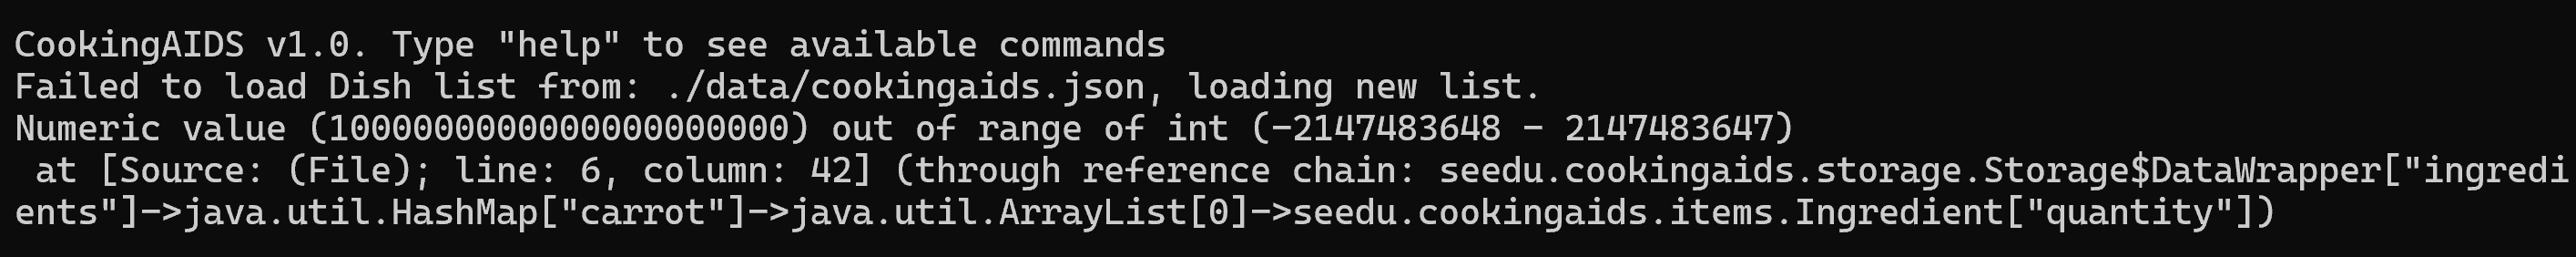 CookingAIDS v1.0. Type "help" to see available commands
Failed to load Dish list from: ./data/cookingaids.json, loading new list.
Numeric value (10000000000000000000000) out of range of int (-2147483648 - 2147483647)
 at [Source: (File); line: 6, column: 42] (through reference chain: seedu.cookingaids.storage.Storage$DataWrapper["ingredi
ents"]->java.util.HashMap["carrot"]->java.util.ArrayList[0]->seedu.cookingaids.items.Ingredient["quantity"])